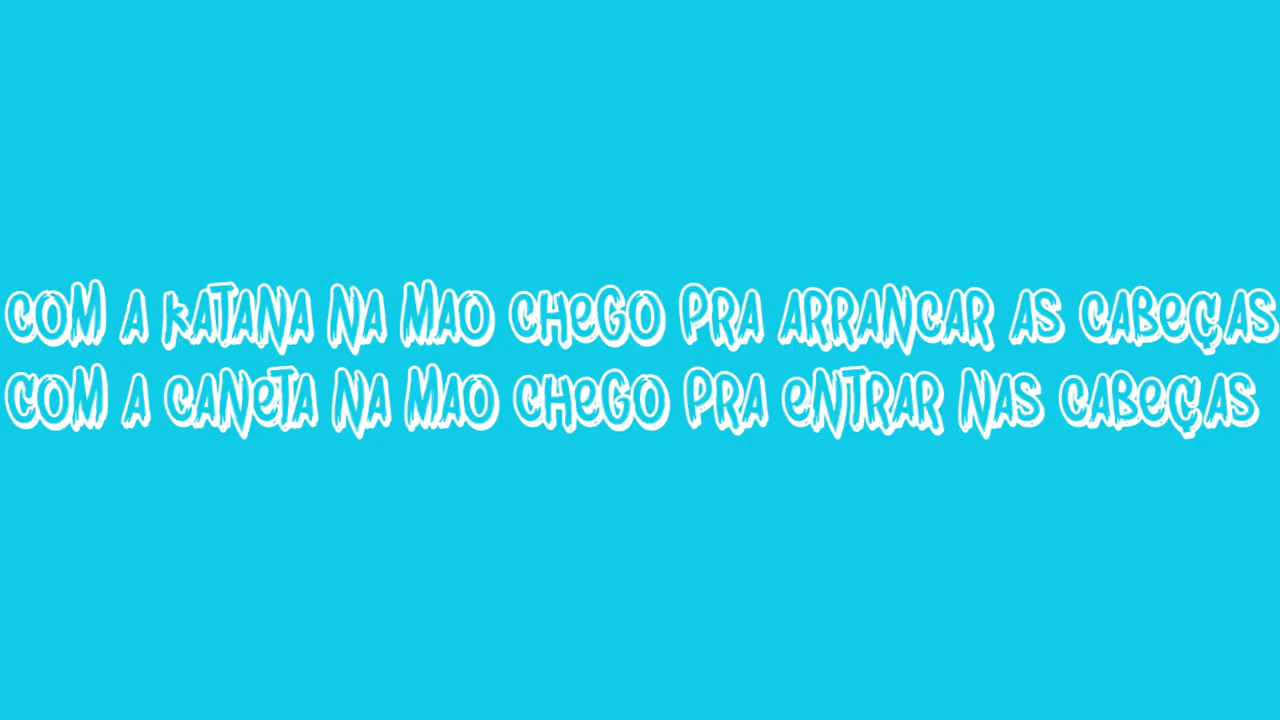 COM A KATANA NA MAO CHEGO PRA ARRANCAR AS CABEÇAS
COM A CANETA NA MAO CHEGO PRA ENTRAR NAS CABEÇAS